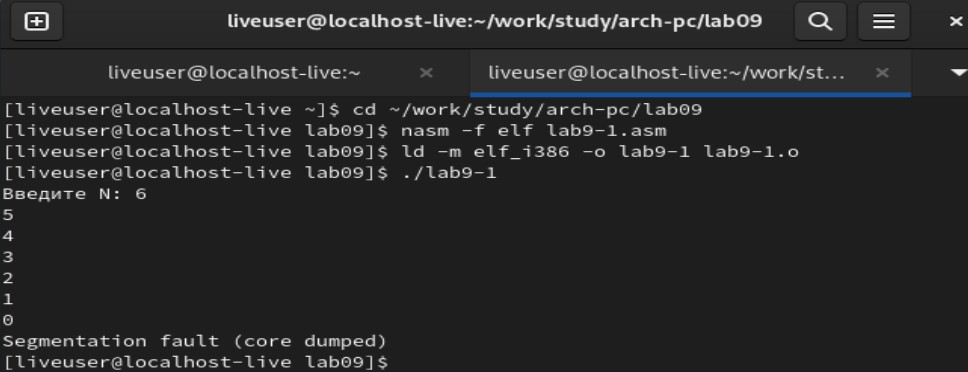 liveuser@localhost-live:~/work/study/arch-pc/lab09
liveuser@localhost-live:~ liveuser@localhost-live:~/work/st...
[liveuser@localhost-live ~]$ cd ~/work/study/arch-pc/lab09
[liveuser@localhost-live lab09]$ nasm -f elf lab9-1.asm
[liveuser@localhost-live lab09]$ ld -m elf_i386 -o lab9-1 lab9-1.o
[liveuser@localhost-live lab09]$ ./lab9-1
Введите N: 6
5
4
3
2
1
0
Segmentation fault (core dumped)
[liveuser@localhost-live lab09]$